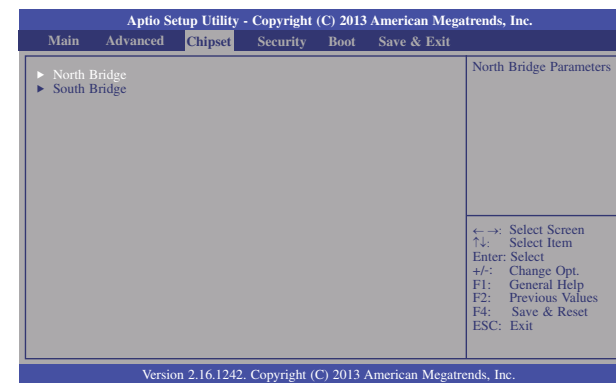 Aptio Setup Utility - Copyright (C) 2013 American Megatrends, Inc.
Main Advanced Chipset Security Boot Save & Exit
► North Bridge
► South Bridge
North Bridge Parameters
←→: Select Screen
↑↓: Select Item
Enter: Select
+/-: Change Opt.
F1: General Help
F2: Previous Values
F4: Save & Reset
ESC: Exit
Version 2.16.1242. Copyright (C) 2013 American Megatrends, Inc.